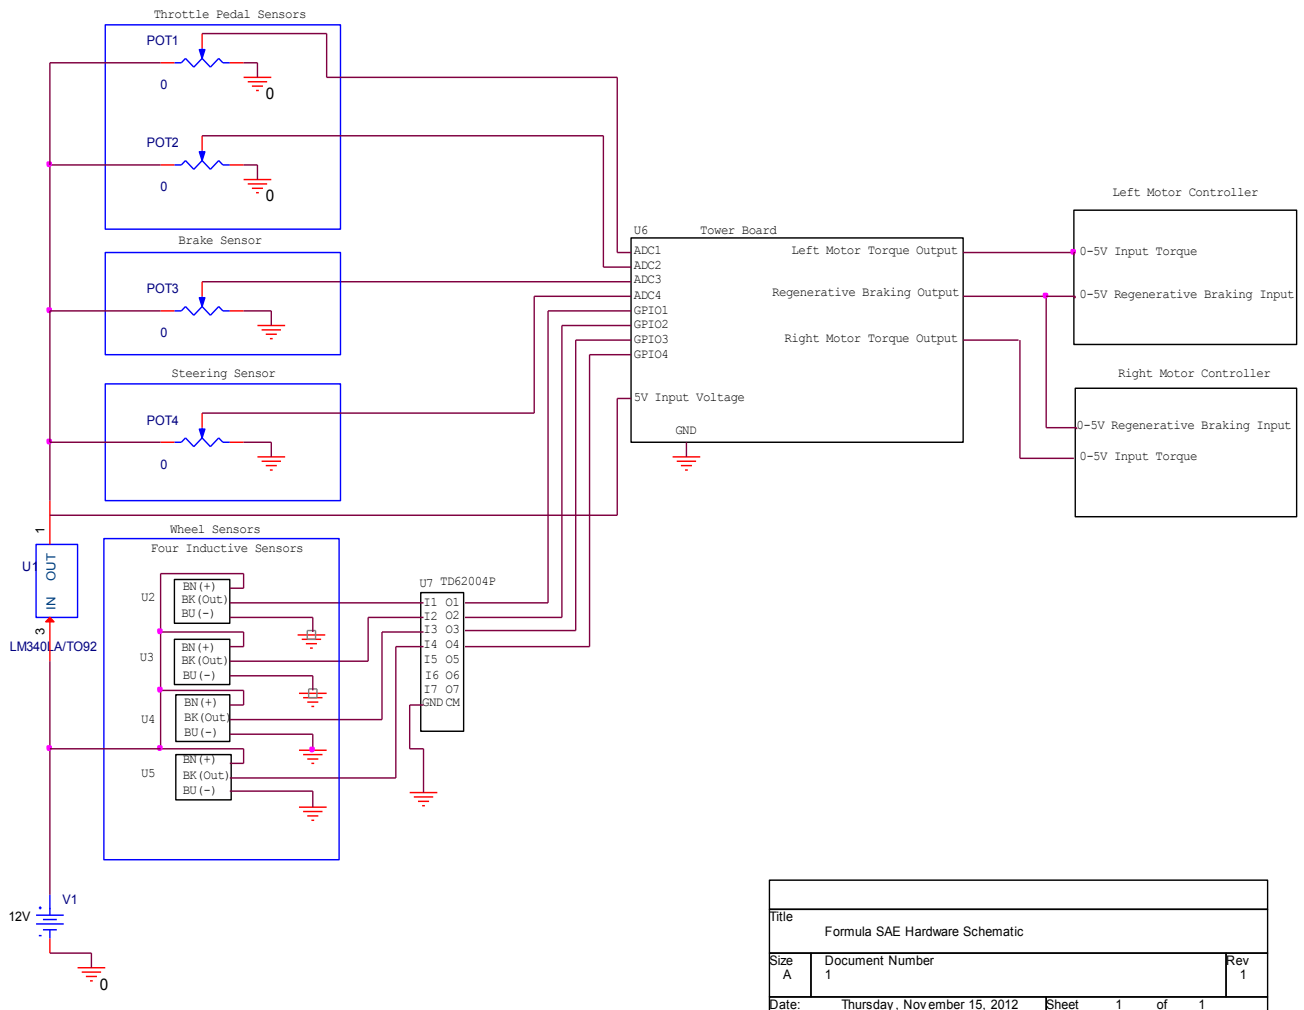 Throttle Pedal Sensors
POT1
0
0
POT2
0
0
Brake Sensor
POT3
0
Steering Sensor
POT4
0
U6 Tower Board
ADC1 Left Motor Torque Output
ADC2
ADC3
ADC4 Regenerative Braking Output
GPIO1
GPIO2
GPIO3 Right Motor Torque Output
GPIO4
5V Input Voltage
GND
Left Motor Controller
0-5V Input Torque
0-5V Regenerative Braking Input
Right Motor Controller
0-5V Regenerative Braking Input
0-5V Input Torque
1
U1
OUT
IN
3
LM340LA/TO92
Wheel Sensors
Four Inductive Sensors
U2
BN(+)
BK(Out)
BU(-)
U3
BN(+)
BK(Out)
BU(-)
U4
BN(+)
BK(Out)
BU(-)
U5
BN(+)
BK(Out)
BU(-)
U7 TD62004P
I1 O1
I2 O2
I3 O3
I4 O4
I5 O5
I6 O6
I7 O7
GND CM
V1
12V
0
Title
Formula SAE Hardware Schematic
Size Document Number Rev
A 1 1
Date: Thursday, November 15, 2012 Sheet 1 of 1